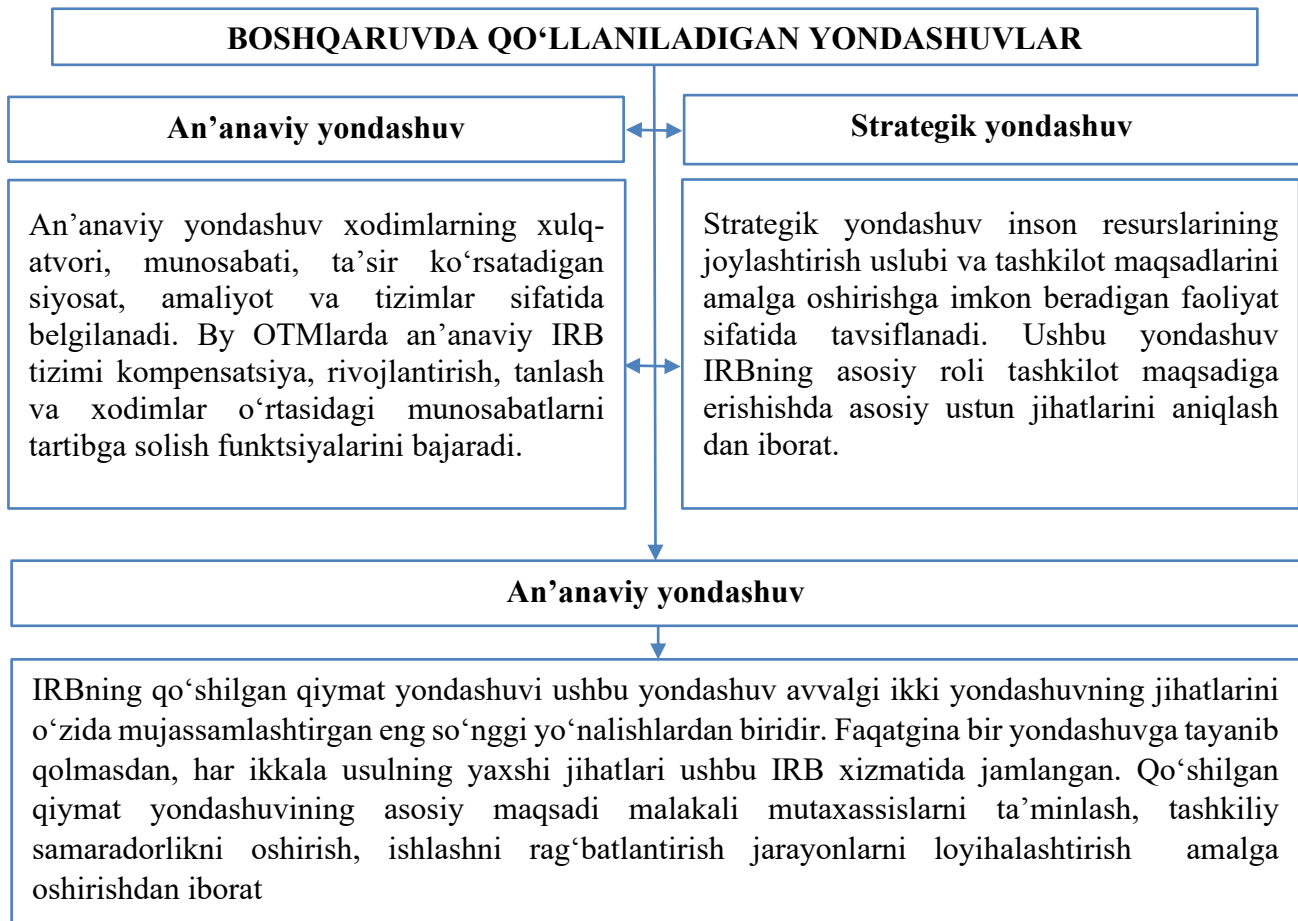 BOSHQARUVDA QO‘LLANILADIGAN YONDASHUVLAR
An’anaviy yondashuv
Strategik yondashuv
An’anaviy yondashuv xodimlarning xulq-
atvori, munosabati, ta’sir ko‘rsatadigan
siyosat, amaliyot va tizimlar sifatida
belgilanadi. By OTMlarda an’anaviy IRB
tizimi kompensatsiya, rivojlantirish, tanlash
va xodimlar o‘rtasidagi munosabatlarni
tartibga solish funktsiyalarini bajaradi.
Strategik yondashuv inson resurslarining
joylashtirish uslubi va tashkilot maqsadlarini
amalga oshirishga imkon beradigan faoliyat
sifatida tavsiflanadi. Ushbu yondashuv
IRBning asosiy roli tashkilot maqsadiga
erishishda asosiy ustun jihatlarini aniqlash
dan iborat.
An’anaviy yondashuv
IRBning qo‘shilgan qiymat yondashuvi ushbu yondashuv avvalgi ikki yondashuvning jihatlarini
o‘zida mujassamlashtirgan eng so‘nggi yo‘nalishlardan biridir. Faqatgina bir yondashuvga tayanib
qolmasdan, har ikkala usulning yaxshi jihatlari ushbu IRB xizmatida jamlangan. Qo‘shilgan
qiymat yondashuvining asosiy maqsadi malakali mutaxassislarni ta’minlash, tashkiliy
samaradorlikni oshirish, ishlashni rag‘batlantirish jarayonlarni loyihalashtirish amalga
oshirishdan iborat